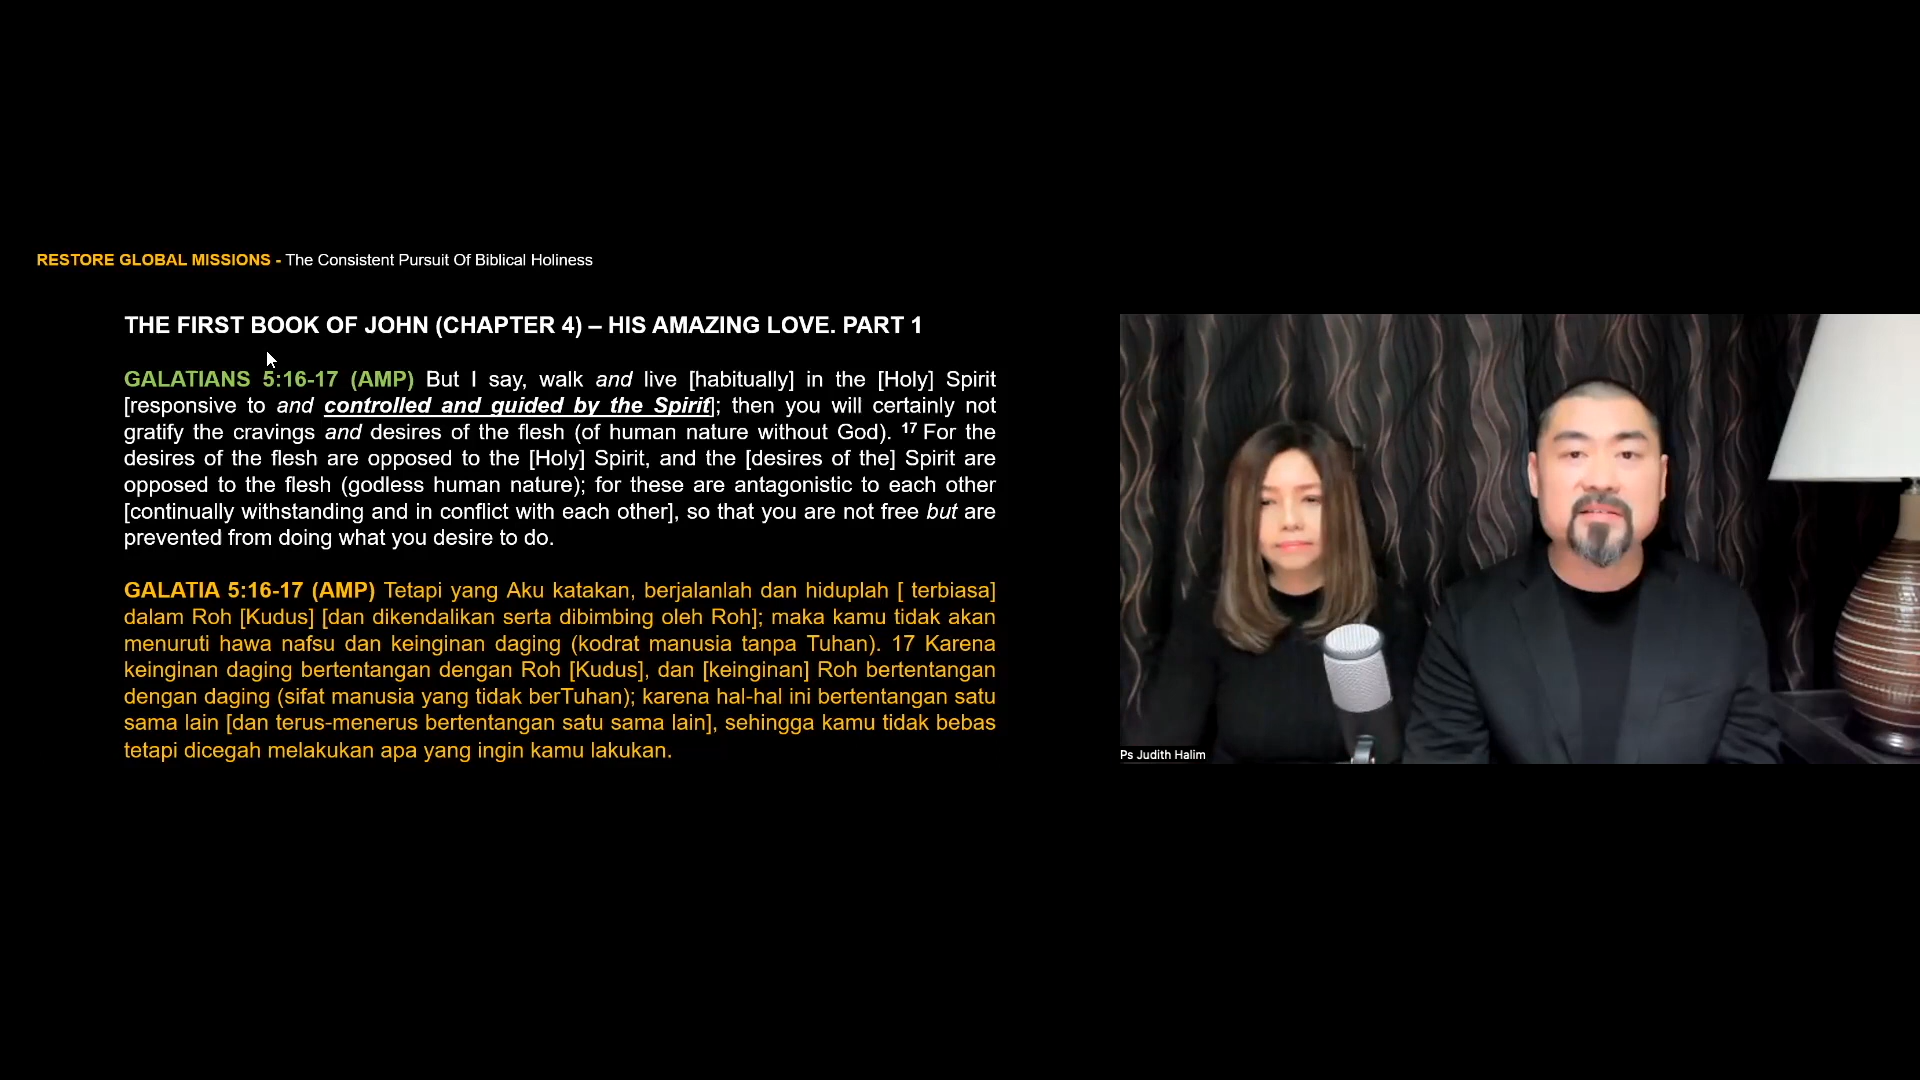 RESTORE GLOBAL MISSIONS - The Consistent Pursuit Of Biblical Holiness
THE FIRST BOOK OF JOHN (CHAPTER 4) – HIS AMAZING LOVE. PART 1
GALATIANS 5:16-17 (AMP) But I say, walk and live [habitually] in the [Holy] Spirit
[responsive to and controlled and guided by the Spirit]; then you will certainly not
gratify the cravings and desires of the flesh (of human nature without God). 17 For the
desires of the flesh are opposed to the [Holy] Spirit, and the [desires of the] Spirit are
opposed to the flesh (godless human nature); for these are antagonistic to each other
[continually withstanding and in conflict with each other], so that you are not free but are
prevented from doing what you desire to do.
GALATIA 5:16-17 (AMP) Tetapi yang Aku katakan, berjalanlah dan hiduplah [ terbiasa]
dalam Roh [Kudus] [dan dikendalikan serta dibimbing oleh Roh]; maka kamu tidak akan
menuruti hawa nafsu dan keinginan daging (kodrat manusia tanpa Tuhan). 17 Karena
keinginan daging bertentangan dengan Roh [Kudus], dan [keinginan] Roh bertentangan
dengan daging (sifat manusia yang tidak berTuhan); karena hal-hal ini bertentangan satu
sama lain [dan terus-menerus bertentangan satu sama lain], sehingga kamu tidak bebas
tetapi dicegah melakukan apa yang ingin kamu lakukan.
Ps Judith Halim